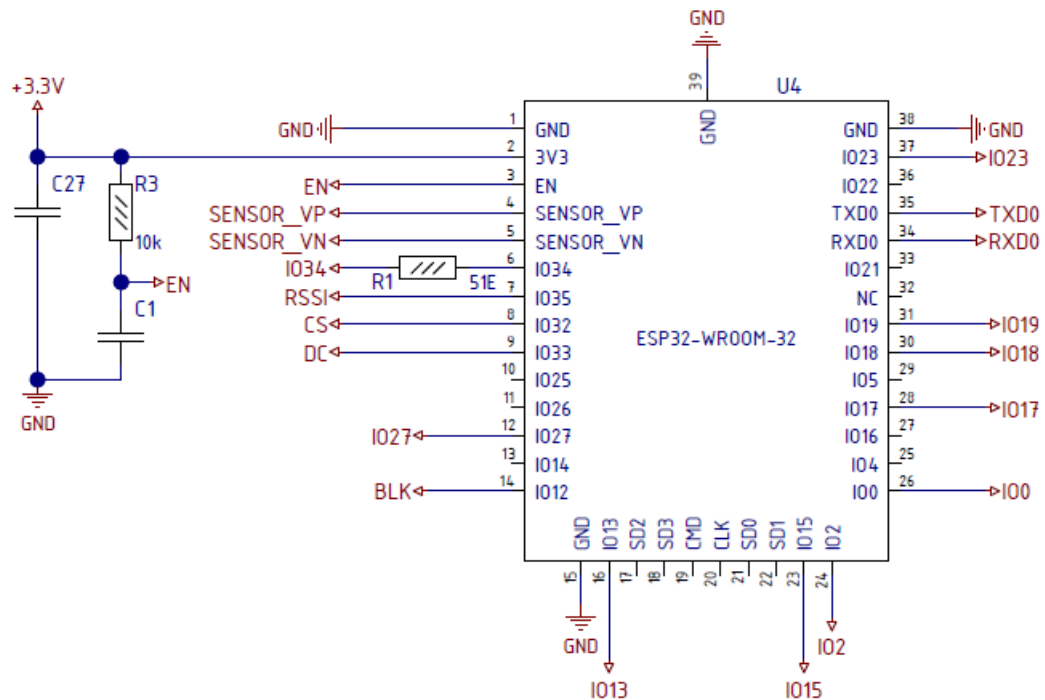 GND
39
U4
+3.3V
GND
1
GND
GND
GND
38
GND
2
3V3
IO23
37
IO23
C27
R3
EN
3
EN
IO22
36
SENSOR_VP
4
SENSOR_VP
TXD0
35
TXD0
10k
SENSOR_VN
5
SENSOR_VN
RXD0
34
RXD0
IO34
R1
51E
6
IO34
IO21
33
EN
RSSI
7
IO35
NC
32
C1
CS
8
IO32
ESP32-WROOM-32
IO19
31
IO19
DC
9
IO33
IO18
30
IO18
10
IO25
IO5
29
GND
11
IO26
IO17
28
IO17
IO27
12
IO27
IO16
27
13
IO14
IO4
25
BLK
14
IO12
IO0
26
IO0
GND
IO13
SD2
SD3
CMD
CLK
SD0
SD1
IO15
IO2
15
16
17
18
19
20
21
22
23
24
GND
IO2
IO13
IO15